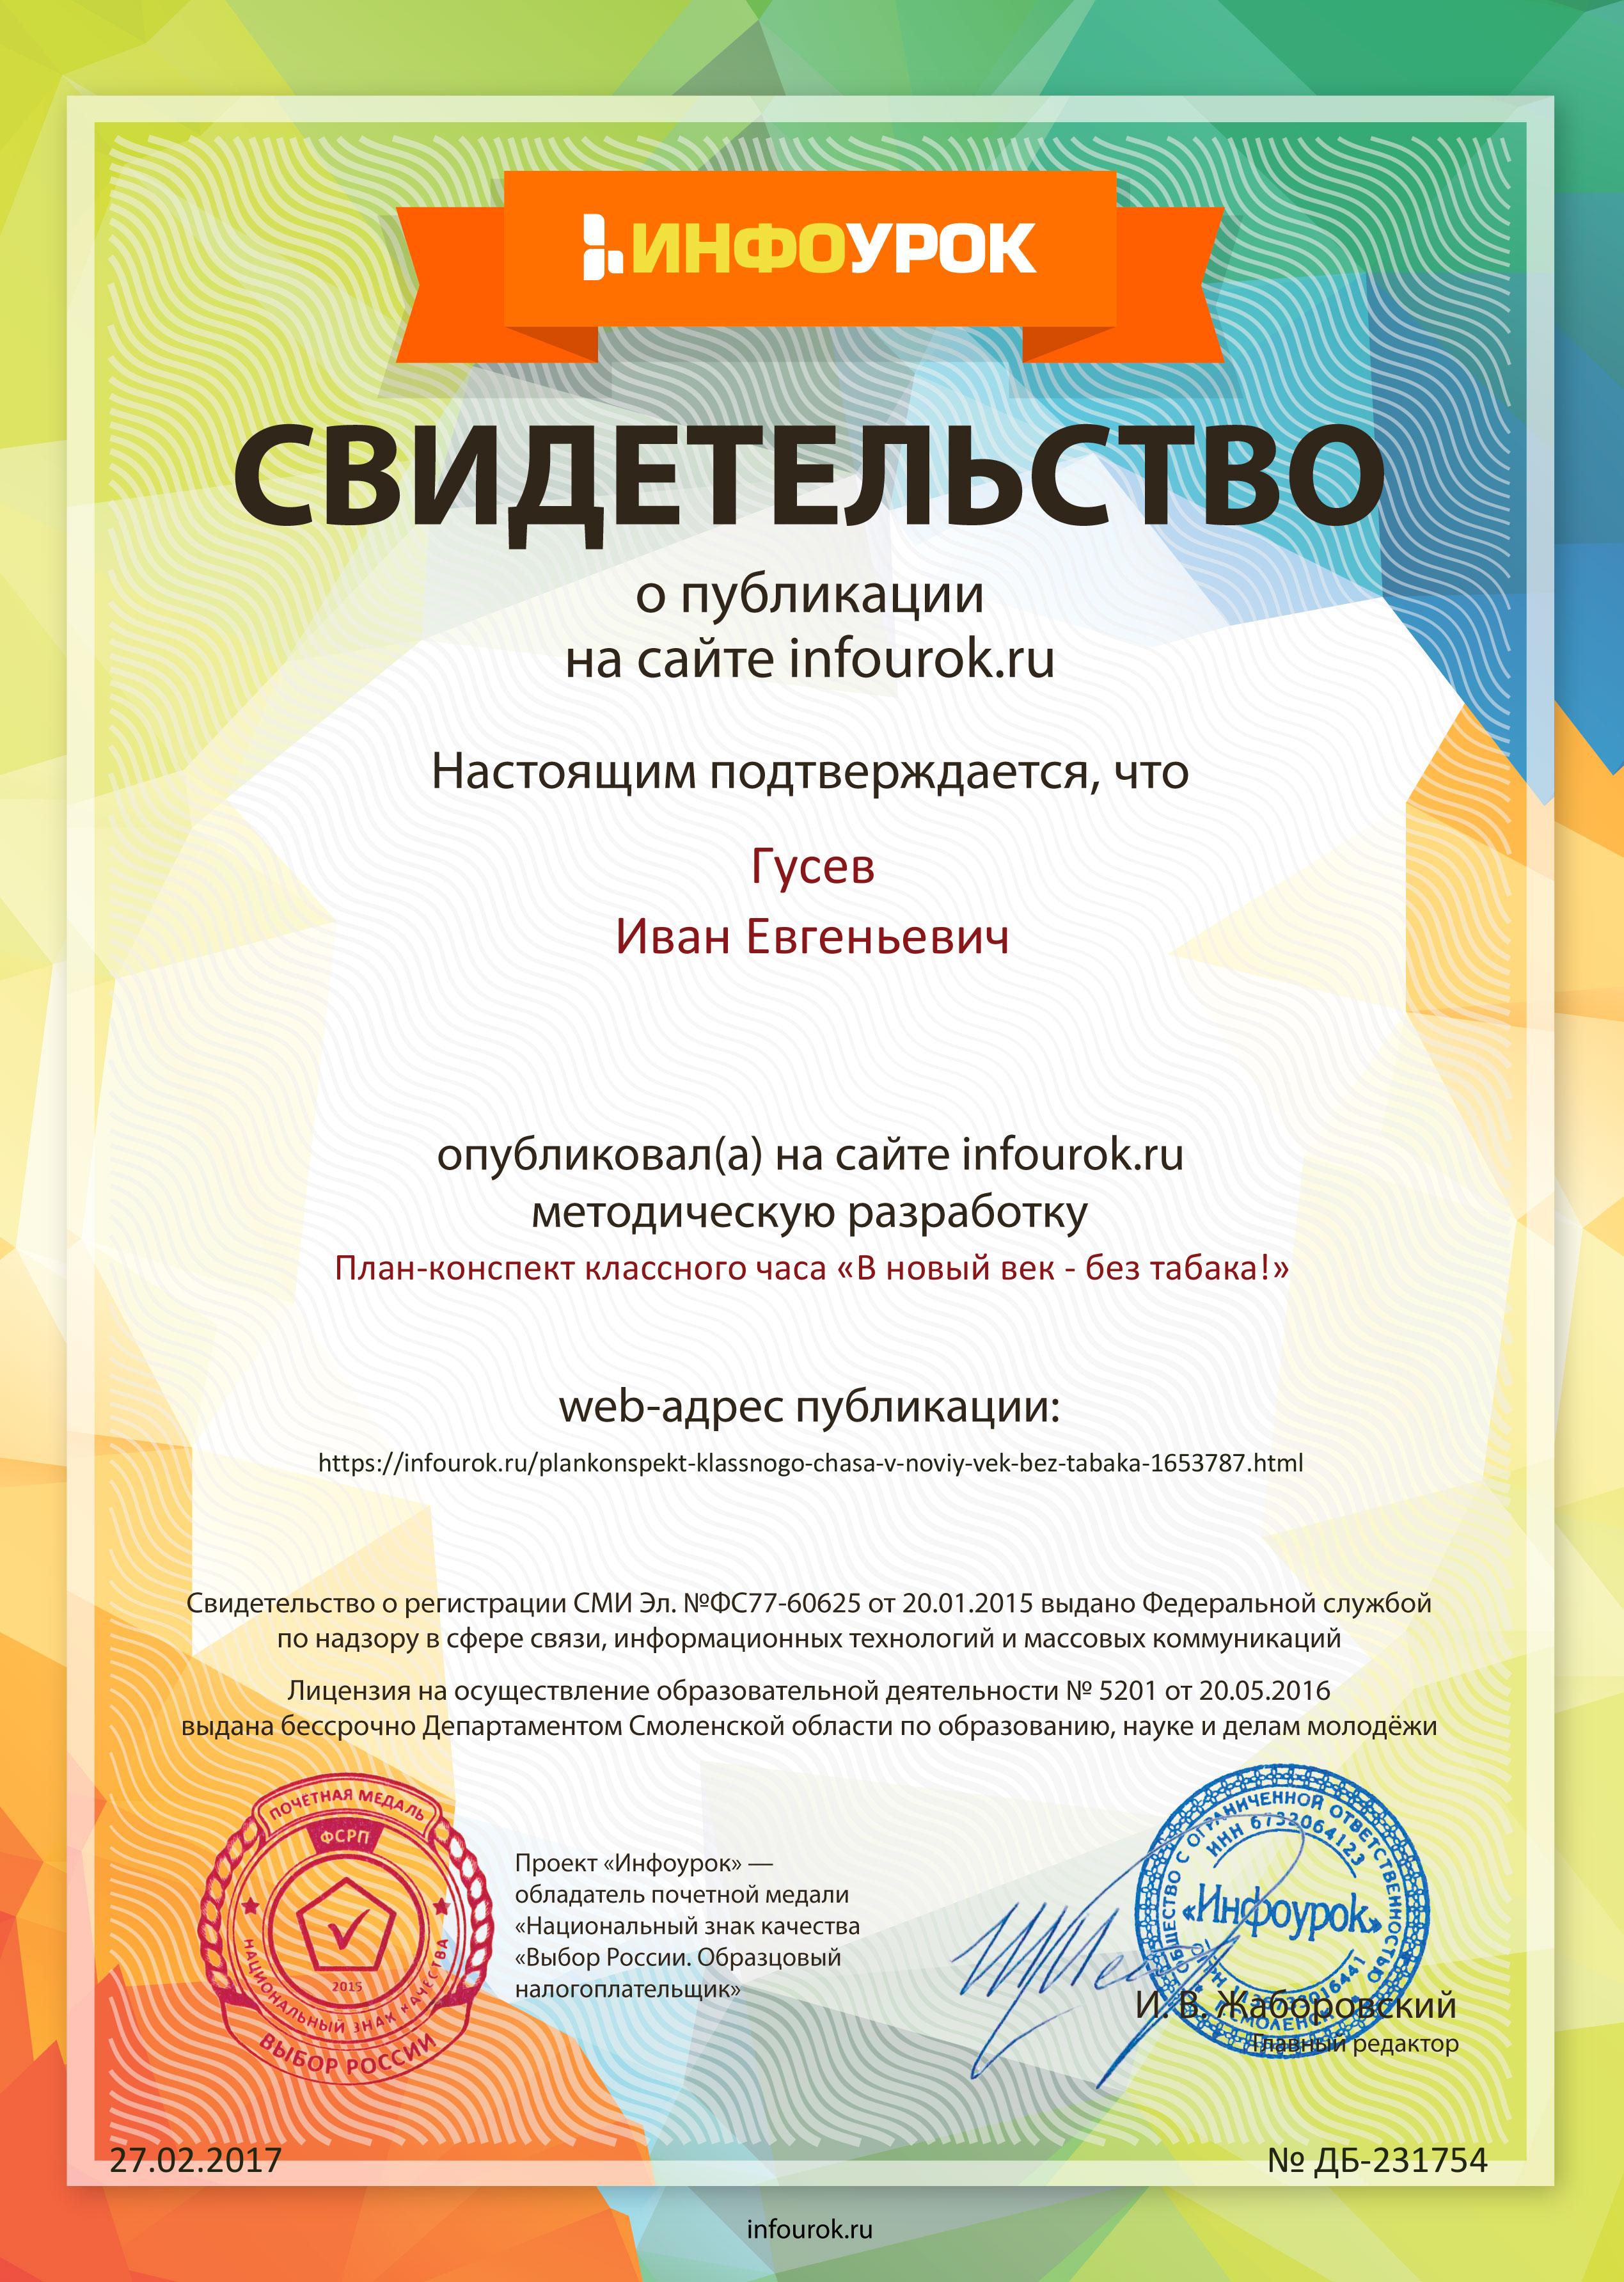 ИНФОУРОК
СВИДЕТЕЛЬСТВО
о публикации
на сайте infourok.ru
Настоящим подтверждается, что
Гусев
Иван Евгеньевич
опубликовал(а) на сайте infourok.ru
методическую разработку
План-конспект классного часа «В новый век - без табака!»
web-адрес публикации:
https://infourok.ru/plankonspekt-klassnogo-chasa-v-noviy-vek-bez-tabaka-1653787.html
Свидетельство о регистрации СМИ Эл. №ФС77-60625 от 20.01.2015 выдано Федеральной службой
по надзору в сфере связи, информационных технологий и массовых коммуникаций
Лицензия на осуществление образовательной деятельности № 5201 от 20.05.2016
выдана бессрочно Департаментом Смоленской области по образованию, науке и делам молодёжи
ПОЧЕТНАЯ МЕДАЛЬ
ФСРП
2015
НАЦИОНАЛЬНЫЙ ЗНАК КАЧЕСТВА
ВЫБОР РОССИИ
Проект «Инфоурок» —
обладатель почетной медали
«Национальный знак качества
«Выбор России. Образцовый
налогоплательщик»
ОБЩЕСТВО С ОГРАНИЧЕННОЙ ОТВЕТСТВЕННОСТЬЮ
ИНН 6732064123
«Инфоурок»
И. В. Жаборовский
Главный редактор
27.02.2017
№ ДБ-231754
infourok.ru